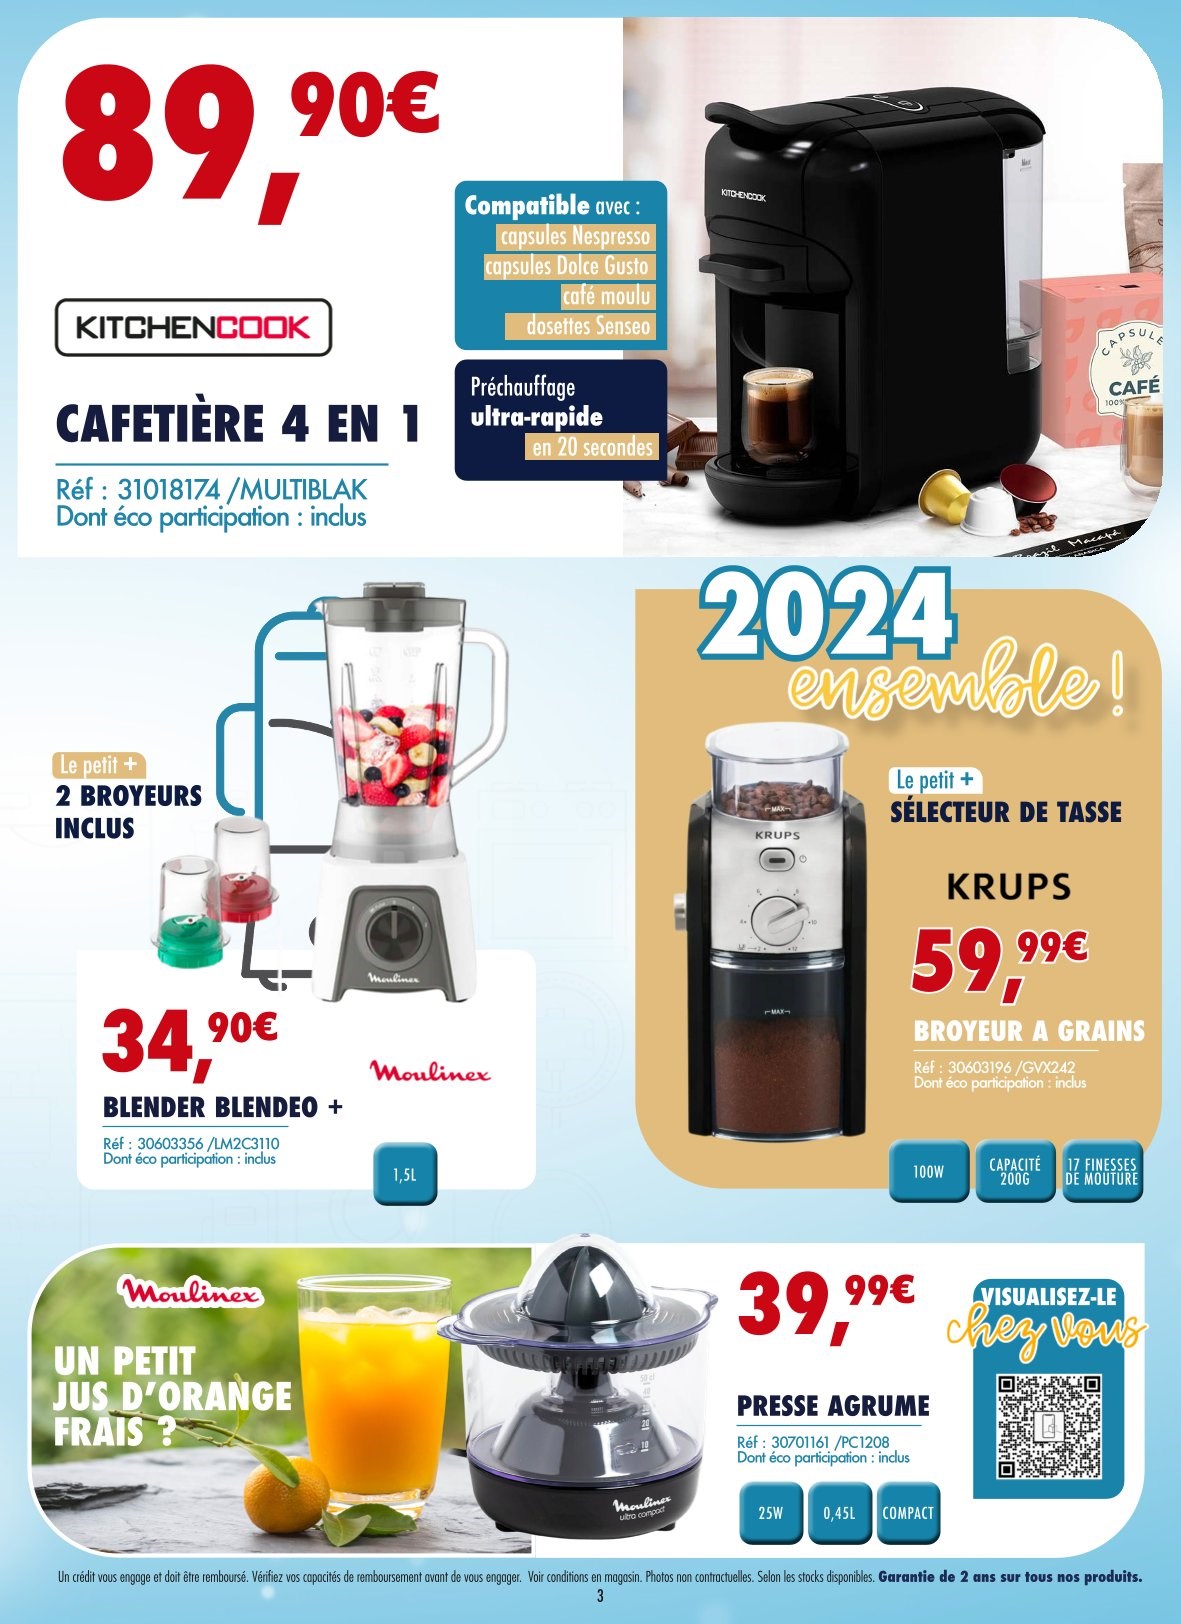 89,90€
KITCHENCOOK
CAFETIÈRE 4 EN 1
Réf : 31018174 /MULTIBLAK
Dont éco participation : inclus
Compatible avec :
capsules Nespresso
capsules Dolce Gusto
café moulu
dosettes Senseo
Préchauffage
ultra-rapide
en 20 secondes
KITCHENCOOK
CAPSULE
CAFÉ
Le petit +
2 BROYEURS
INCLUS
Moulinex
34,90€
Moulinex
BLENDER BLENDEO +
Réf : 30603356 /LM2C3110
Dont éco participation : inclus
1,5L
2024
ensemble !
Le petit +
SÉLECTEUR DE TASSE
MAX
KRUPS
MAX
KRUPS
59,99€
BROYEUR A GRAINS
Réf : 30603196 /GVX242
Dont éco participation : inclus
100W
CAPACITÉ
200G
17 FINESSES
DE MOUTURE
Moulinex
UN PETIT
JUS D'ORANGE
FRAIS ?
Moulinex
ultra compact
39,99€
PRESSE AGRUME
Réf : 30701161 /PC1208
Dont éco participation : inclus
25W
0,45L
COMPACT
VISUALISEZ-LE
chez vous
Un crédit vous engage et doit être remboursé. Vérifiez vos capacités de remboursement avant de vous engager. Voir conditions en magasin. Photos non contractuelles. Selon les stocks disponibles. Garantie de 2 ans sur tous nos produits.
3